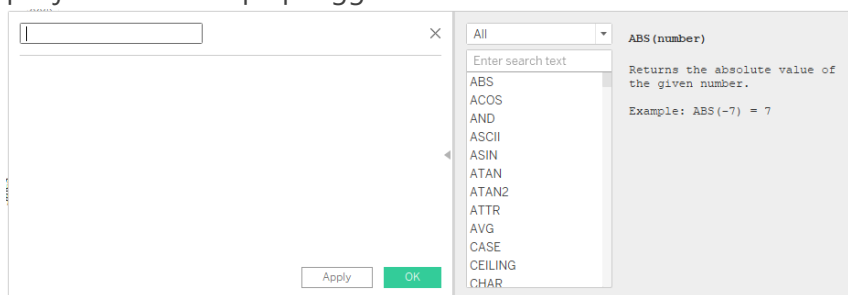 All
Enter search text
ABS
ACOS
AND
ASCII
ASIN
ATAN
ATAN2
ATTR
AVG
CASE
CEILING
CHAR
ABS(number)
Returns the absolute value of
the given number.
Example: ABS(-7) = 7
Apply
OK